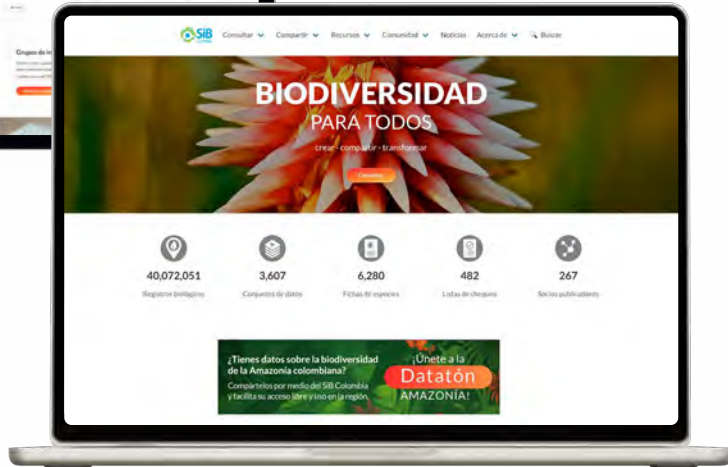 Grupos de in
SiB
Consultar Compartir Recursos Comunidad Noticias Acerca de Buscar
BIODIVERSIDAD
PARA TODOS
crear - compartir - transformar
40,072,051
Registros biológicos
3,607
Conjuntos de datos
6,280
Fichas de especies
482
Listas de chequeo
267
Socios publicadores
¿Tienes datos sobre la biodiversidad
de la Amazonía colombiana?
Compártelos por medio del SiB Colombia
y facilita su acceso libre y uso en la región.
¡Únete a la
Datatón
AMAZONÍA!